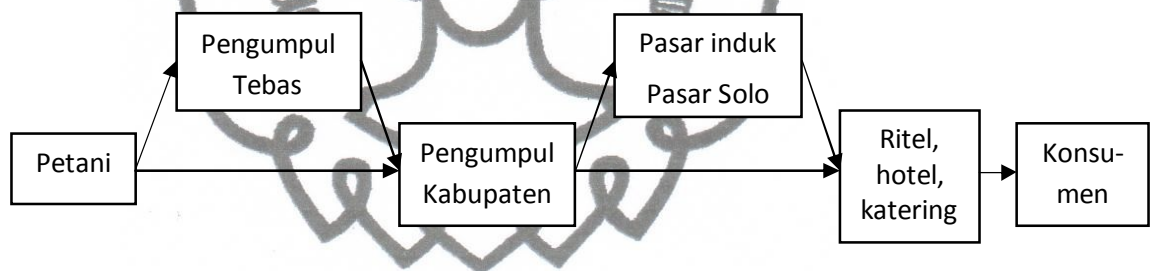 Petani
Pengumpul
Tebas
Pengumpul
Kabupaten
Pasar induk
Pasar Solo
Ritel,
hotel,
katering
Konsu-
men